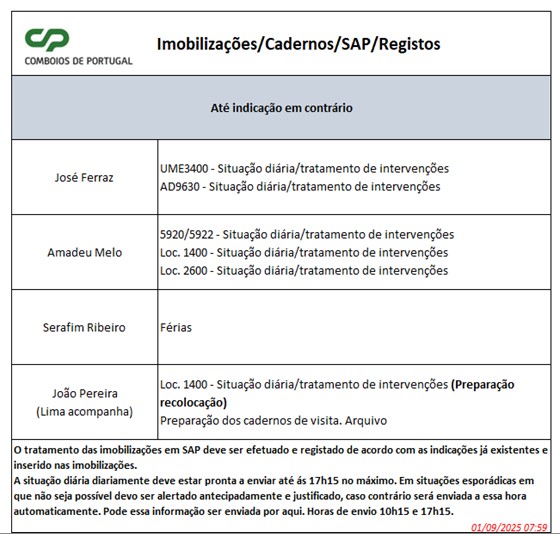 CP
COMBOIOS DE PORTUGAL
Imobilizações/Cadernos/SAP/Registos
Até indicação em contrário
José Ferraz
UME3400 - Situação diária/tratamento de intervenções
AD9630 - Situação diária/tratamento de intervenções
Amadeu Melo
5920/5922 - Situação diária/tratamento de intervenções
Loc. 1400 - Situação diária/tratamento de intervenções
Loc. 2600 - Situação diária/tratamento de intervenções
Serafim Ribeiro
Férias
João Pereira
(Lima acompanha)
Loc. 1400 - Situação diária/tratamento de intervenções (Preparação
recolocação)
Preparação dos cadernos de visita. Arquivo
O tratamento das imobilizações em SAP deve ser efetuado e registado de acordo com as indicações já existentes e
inserido nas imobilizações.
A situação diária diariamente deve estar pronta a enviar até ás 17h15 no máximo. Em situações esporádicas em
que não seja possível devo ser alertado antecipadamente e justificado, caso contrário será enviada a essa hora
automaticamente. Pode essa informação ser enviada por aqui. Horas de envio 10h15 e 17h15.
01/09/2025 07:59